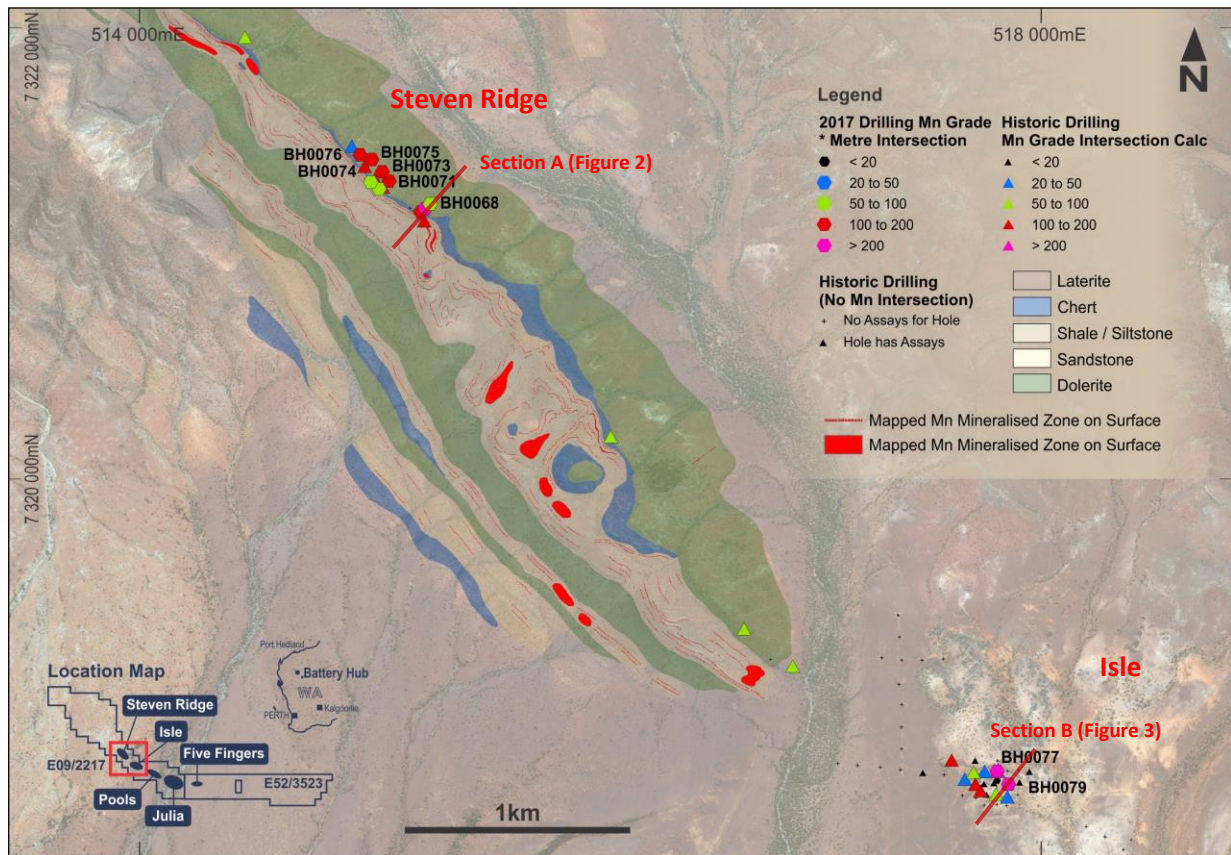 514 000mE
518 000mE
7 322 000mN
7 320 000mN
N
Steven Ridge
Section A (Figure 2)
BH0076
BH0075
BH0074
BH0073
BH0071
BH0068
Legend
2017 Drilling Mn Grade
* Metre Intersection
< 20
20 to 50
50 to 100
100 to 200
> 200
Historic Drilling
Mn Grade Intersection Calc
< 20
20 to 50
50 to 100
100 to 200
> 200
Historic Drilling
(No Mn Intersection)
No Assays for Hole
Hole has Assays
Laterite
Chert
Shale / Siltstone
Sandstone
Dolerite
Mapped Mn Mineralised Zone on Surface
Mapped Mn Mineralised Zone on Surface
Isle
Section B (Figure 3)
BH0077
BH0079
Location Map
Port Hedland
Battery Hub
WA
Kalgoorlie
PERTH
Steven Ridge
Isle
Five Fingers
E09/2217
E52/3523
Pools
Julia
1km